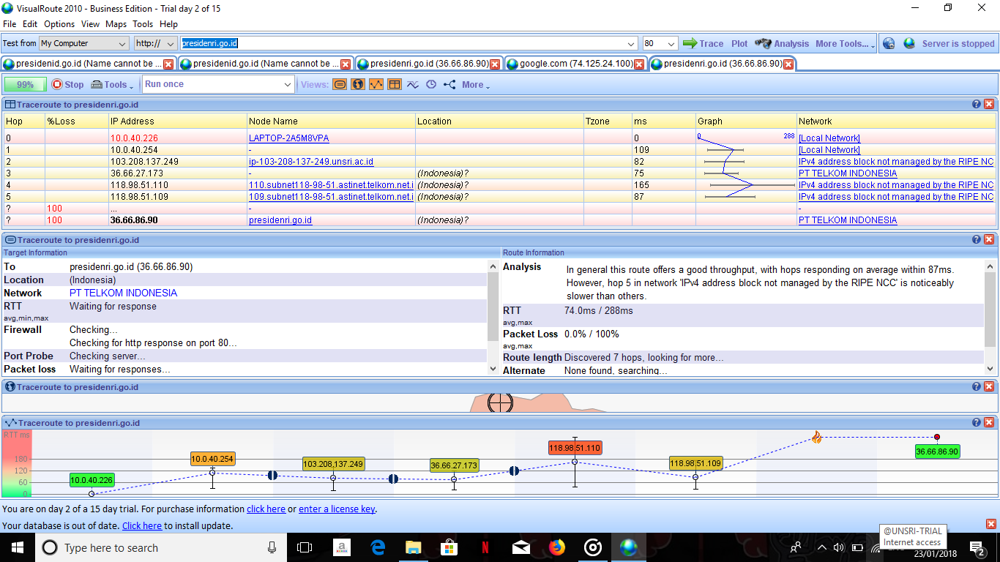 VisualRoute 2010 - Business Edition - Trial day 2 of 15
File Edit Options View Maps Tools Help
Test from My Computer http:// presidenri.go.id 80 Trace Plot Analysis More Tools... Server is stopped
presidenid.go.id (Name cannot be ... presidenid.go.id (Name cannot be ... presidenri.go.id (36.66.86.90) google.com (74.125.24.100) presidenri.go.id (36.66.86.90)
99% Stop Tools Run once Views: More
Traceroute to presidenri.go.id
Hop %Loss IP Address Node Name Location Tzone ms Graph Network
0 10.0.40.226 LAPTOP-2A5M8VPA 0 0 288 [Local Network]
1 10.0.40.254 - 109 [Local Network]
2 103.208.137.249 ip-103-208-137-249.unsri.ac.id 82 IPv4 address block not managed by the RIPE NC
3 36.66.27.173 - (Indonesia)? 75 PT TELKOM INDONESIA
4 118.98.51.110 110.subnet118-98-51.astinet.telkom.net.i (Indonesia)? 165 IPv4 address block not managed by the RIPE NC
5 118.98.51.109 109.subnet118-98-51.astinet.telkom.net.i (Indonesia)? 87 IPv4 address block not managed by the RIPE NC
? 100 ... - -
? 100 36.66.86.90 presidenri.go.id (Indonesia)? PT TELKOM INDONESIA
Traceroute to presidenri.go.id
Target Information
To presidenri.go.id (36.66.86.90)
Location (Indonesia)
Network PT TELKOM INDONESIA
RTT Waiting for response
avg,min,max
Firewall Checking...
Checking for http response on port 80...
Port Probe Checking server...
Packet loss Waiting for responses...
Route Information
Analysis In general this route offers a good throughput, with hops responding on average within 87ms.
However, hop 5 in network 'IPv4 address block not managed by the RIPE NCC' is noticeably
slower than others.
RTT 74.0ms / 288ms
avg,max
Packet Loss 0.0% / 100%
avg,max
Route length Discovered 7 hops, looking for more...
Alternate None found, searching...
Traceroute to presidenri.go.id
Traceroute to presidenri.go.id
RTT ms
180
120
60
0
10.0.40.226
10.0.40.254
103.208.137.249
36.66.27.173
118.98.51.110
118.98.51.109
36.66.86.90
You are on day 2 of a 15 day trial. For purchase information click here or enter a license key.
Your database is out of date. Click here to install update.
@UNSRI-TRIAL
Internet access
Type here to search
23/01/2018
2